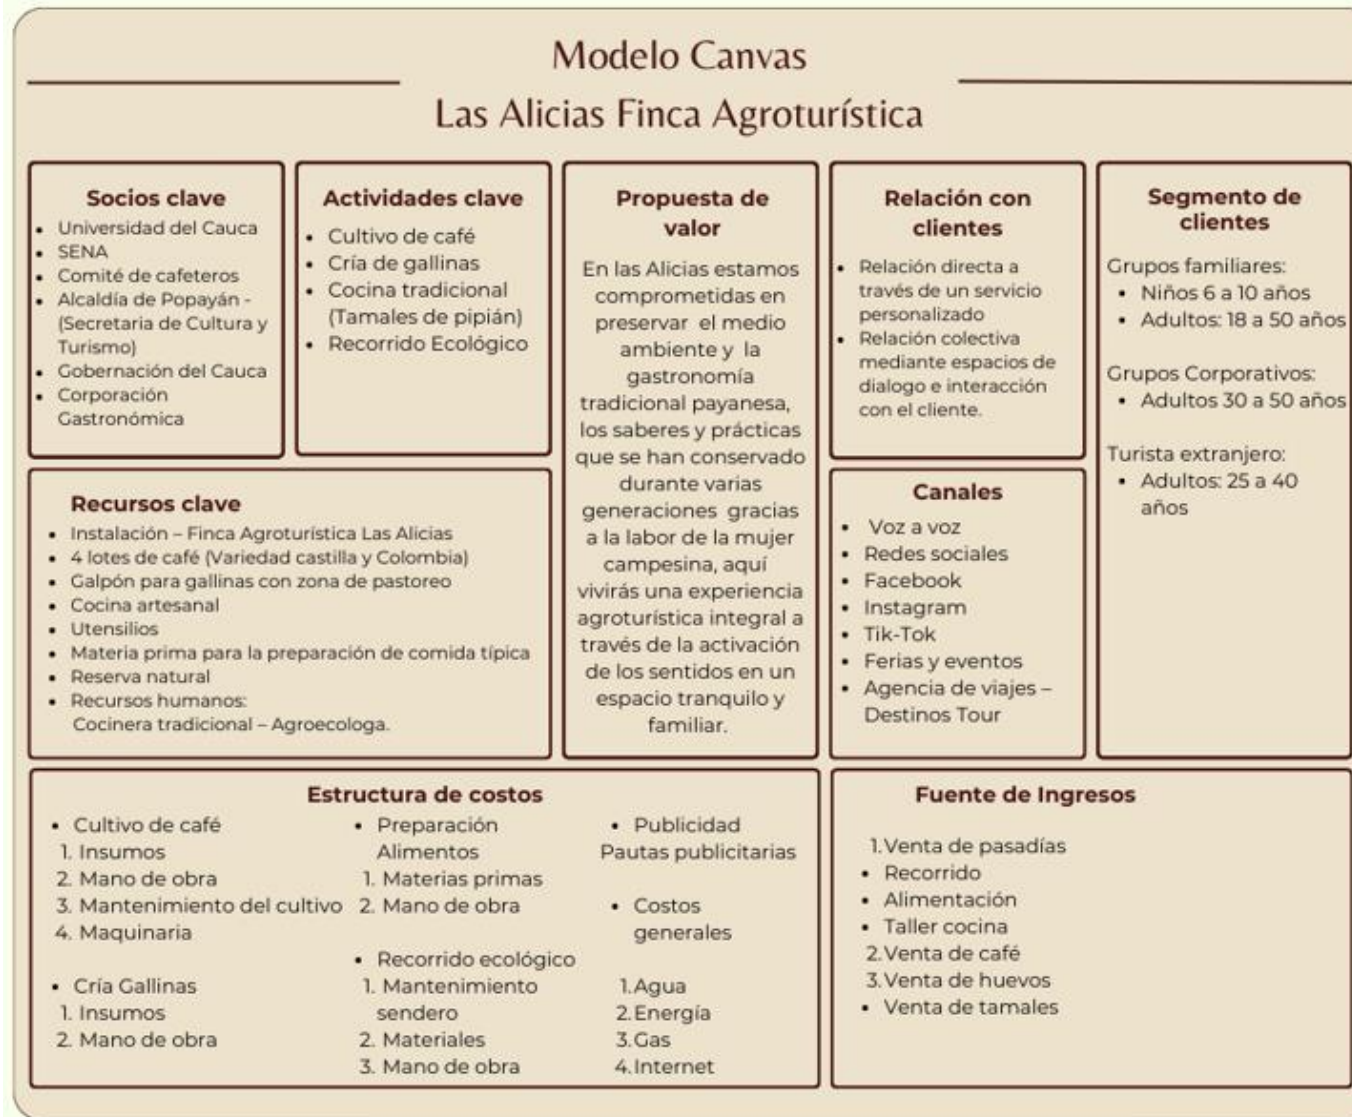 Modelo Canvas
Las Alicias Finca Agroturística
Socios clave
• Universidad del Cauca
• SENA
• Comité de cafeteros
• Alcaldía de Popayán -
(Secretaria de Cultura y
Turismo)
• Gobernación del Cauca
• Corporación
Gastronómica
Actividades clave
• Cultivo de café
• Cría de gallinas
• Cocina tradicional
(Tamales de pipián)
• Recorrido Ecológico
Recursos clave
• Instalación – Finca Agroturística Las Alicias
• 4 lotes de café (Variedad castilla y Colombia)
• Galpón para gallinas con zona de pastoreo
• Cocina artesanal
• Utensilios
• Materia prima para la preparación de comida típica
• Reserva natural
• Recursos humanos:
Cocinera tradicional – Agroecologa.
Propuesta de
valor
En las Alicias estamos
comprometidas en
preservar el medio
ambiente y la
gastronomía
tradicional payanesa,
los saberes y prácticas
que se han conservado
durante varias
generaciones gracias
a la labor de la mujer
campesina, aquí
vivirás una experiencia
agroturística integral a
través de la activación
de los sentidos en un
espacio tranquilo y
familiar.
Relación con
clientes
• Relación directa a
través de un servicio
personalizado
• Relación colectiva
mediante espacios de
dialogo e interacción
con el cliente.
Canales
• Voz a voz
• Redes sociales
• Facebook
• Instagram
• Tik-Tok
• Ferias y eventos
• Agencia de viajes –
Destinos Tour
Segmento de
clientes
Grupos familiares:
• Niños 6 a 10 años
• Adultos: 18 a 50 años
Grupos Corporativos:
• Adultos 30 a 50 años
Turista extranjero:
• Adultos: 25 a 40
años
Estructura de costos
• Cultivo de café
1. Insumos
2. Mano de obra
3. Mantenimiento del cultivo
4. Maquinaria
• Cría Gallinas
1. Insumos
2. Mano de obra
• Preparación
Alimentos
1. Materias primas
2. Mano de obra
• Recorrido ecológico
1. Mantenimiento
sendero
2. Materiales
3. Mano de obra
• Publicidad
Pautas publicitarias
• Costos
generales
1. Agua
2. Energía
3. Gas
4. Internet
Fuente de Ingresos
1. Venta de pasadías
• Recorrido
• Alimentación
• Taller cocina
2. Venta de café
3. Venta de huevos
• Venta de tamales